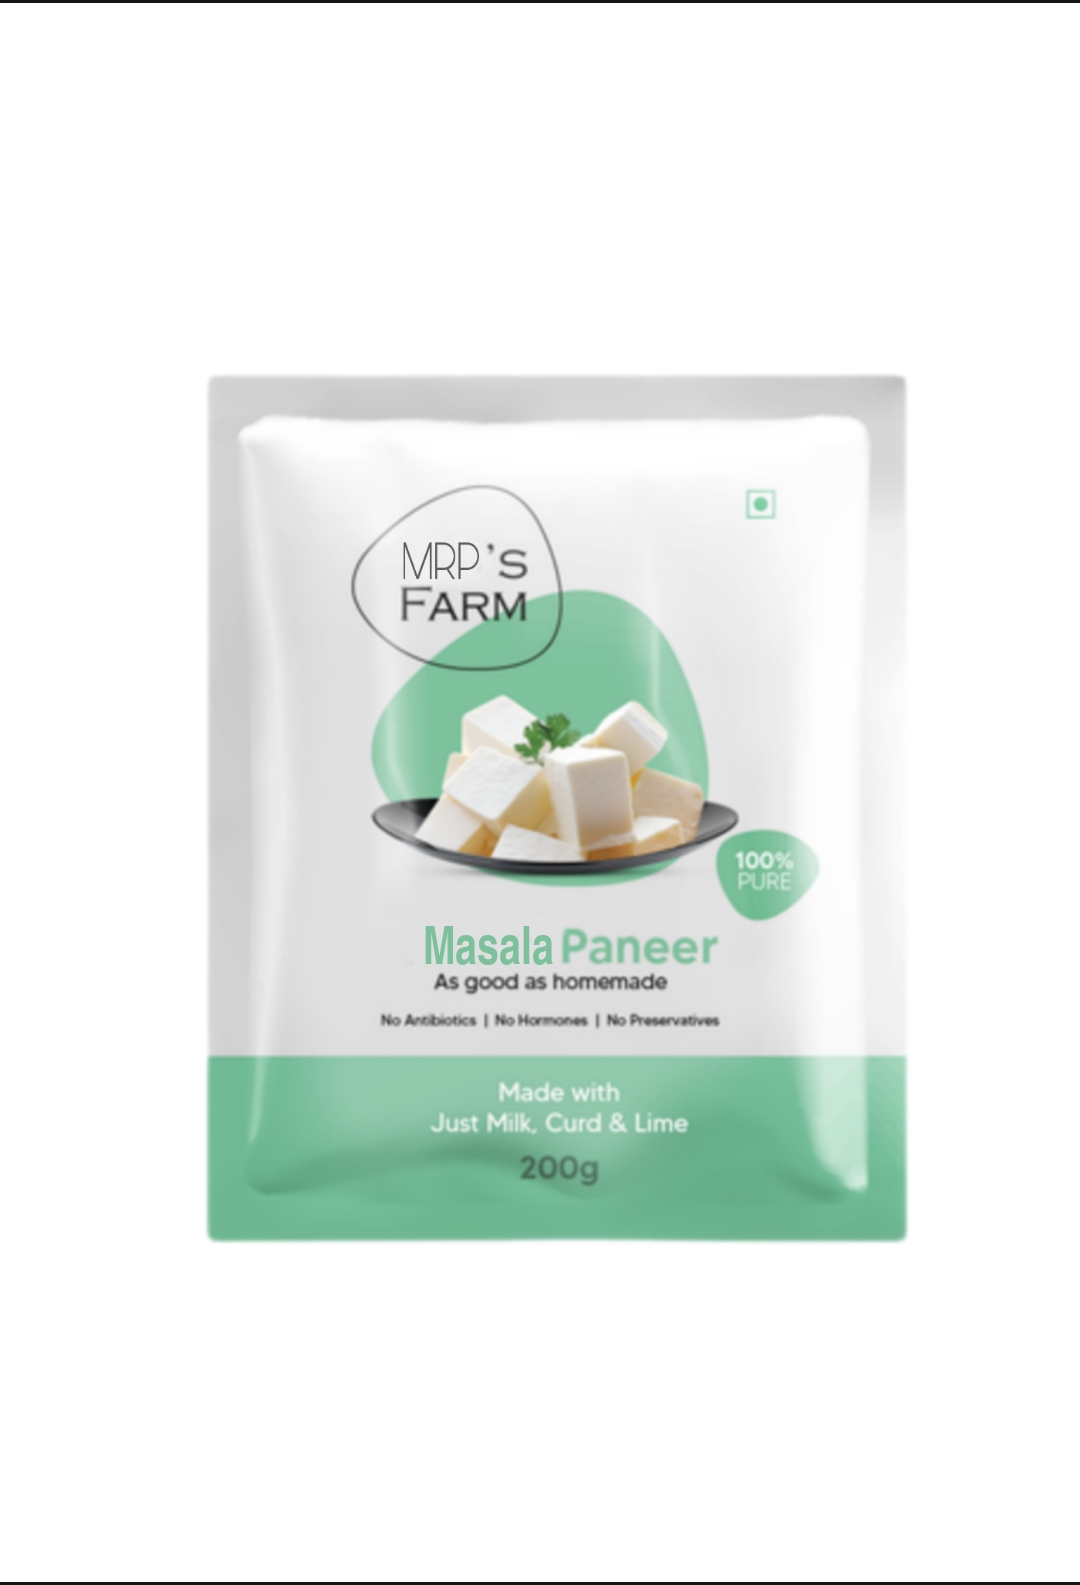 MRP's
FARM
100%
PURE
Masala Paneer
As good as homemade
No Antibiotics | No Hormones | No Preservatives
Made with
Just Milk, Curd & Lime
200g